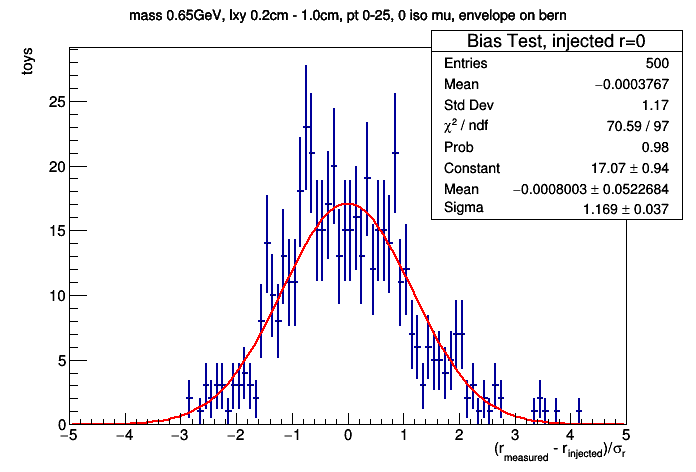 mass 0.65GeV, lxy 0.2cm - 1.0cm, pt 0-25, 0 iso mu, envelope on bern
toys
Bias Test, injected r=0
Entries 500
Mean −0.0003767
Std Dev 1.17
χ² / ndf 70.59 / 97
Prob 0.98
Constant 17.07 ± 0.94
Mean −0.0008003 ± 0.0522684
Sigma 1.169 ± 0.037
25
20
15
10
5
0
−5 −4 −3 −2 −1 0 1 2 3 4 5
(r_measured - r_injected)/σ_r